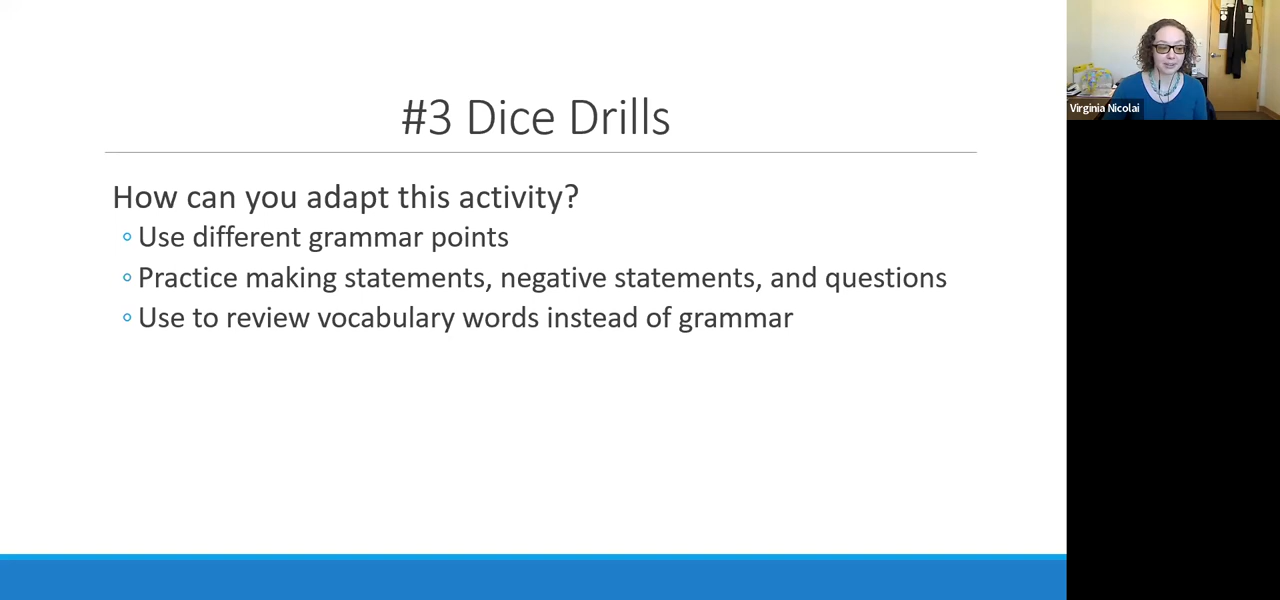 #3 Dice Drills
How can you adapt this activity?
Use different grammar points
Practice making statements, negative statements, and questions
Use to review vocabulary words instead of grammar
Virginia Nicolai